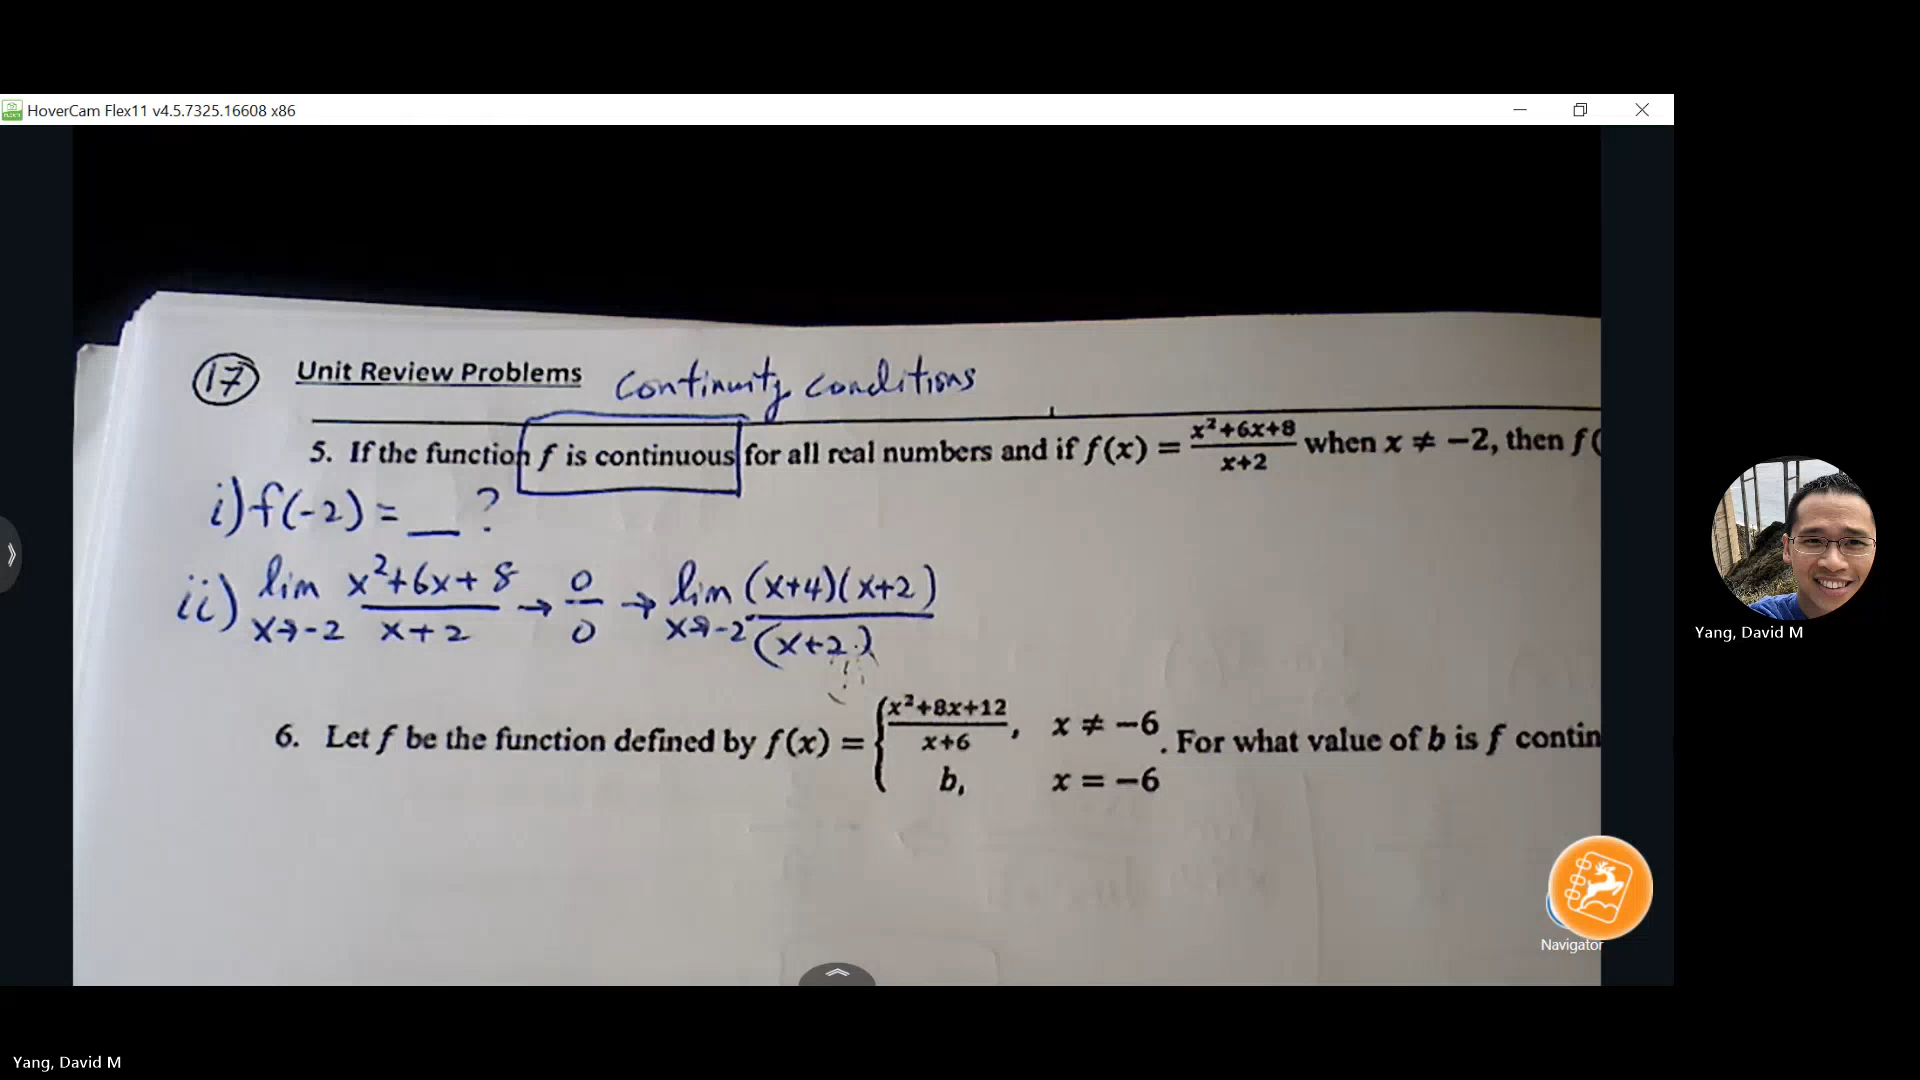 HoverCam Flex11 v4.5.7325.16608 x86
17 Unit Review Problems Continuity conditions
5. If the function f is continuous for all real numbers and if f(x) = (x²+6x+8)/(x+2) when x ≠ −2, then f(
i) f(-2) = __ ?
ii) lim x→-2 (x²+6x+8)/(x+2) → 0/0 → lim x→-2 (x+4)(x+2)/(x+2)
6. Let f be the function defined by f(x) = { (x²+8x+12)/(x+6), x ≠ −6
b, x = −6 . For what value of b is f contin
Navigator
Yang, David M
Yang, David M